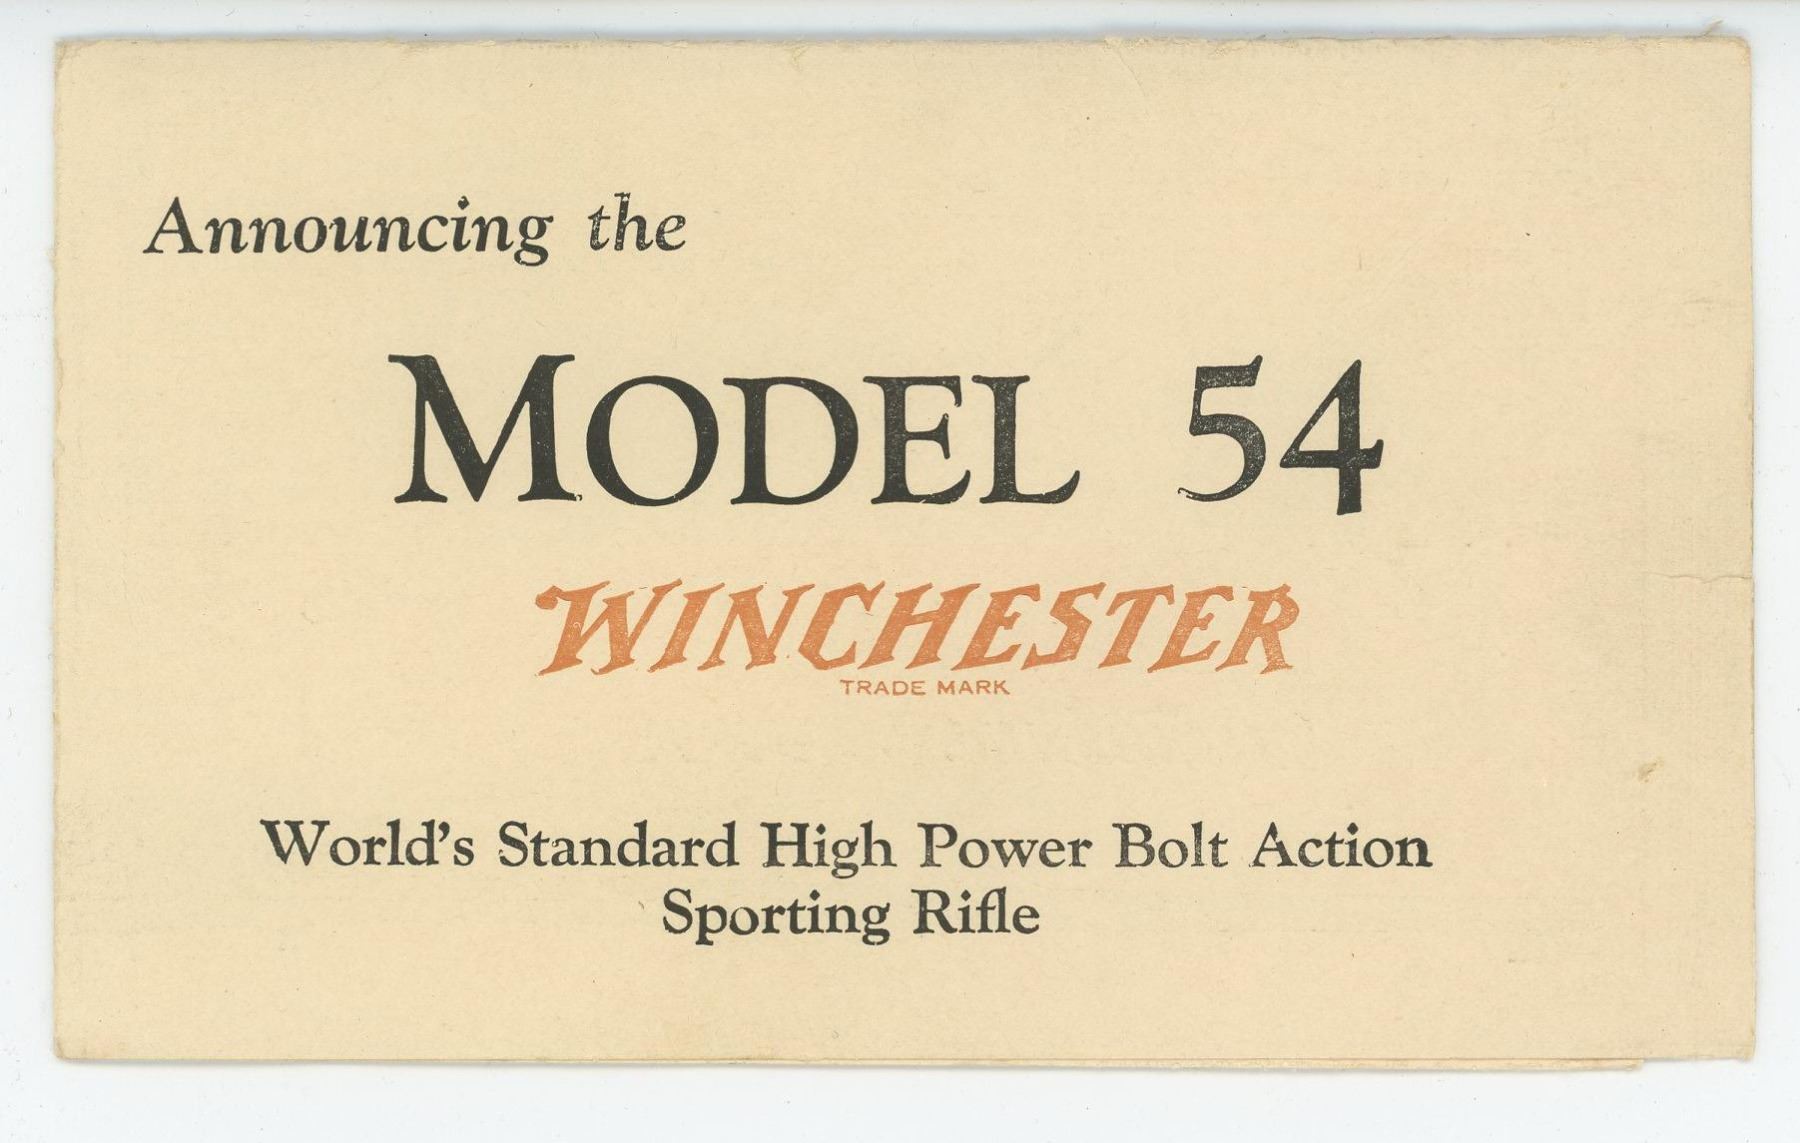 Announcing the
MODEL 54
WINCHESTER
TRADE MARK
World's Standard High Power Bolt Action
Sporting Rifle